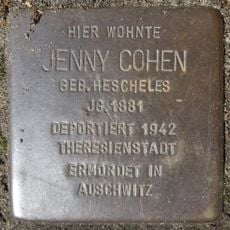 HIER WOHNTE
JENNY COHEN
GEB. HESCHELES
JG. 1881
DEPORTIERT 1942
THERESIENSTADT
ERMORDET IN
AUSCHWITZ